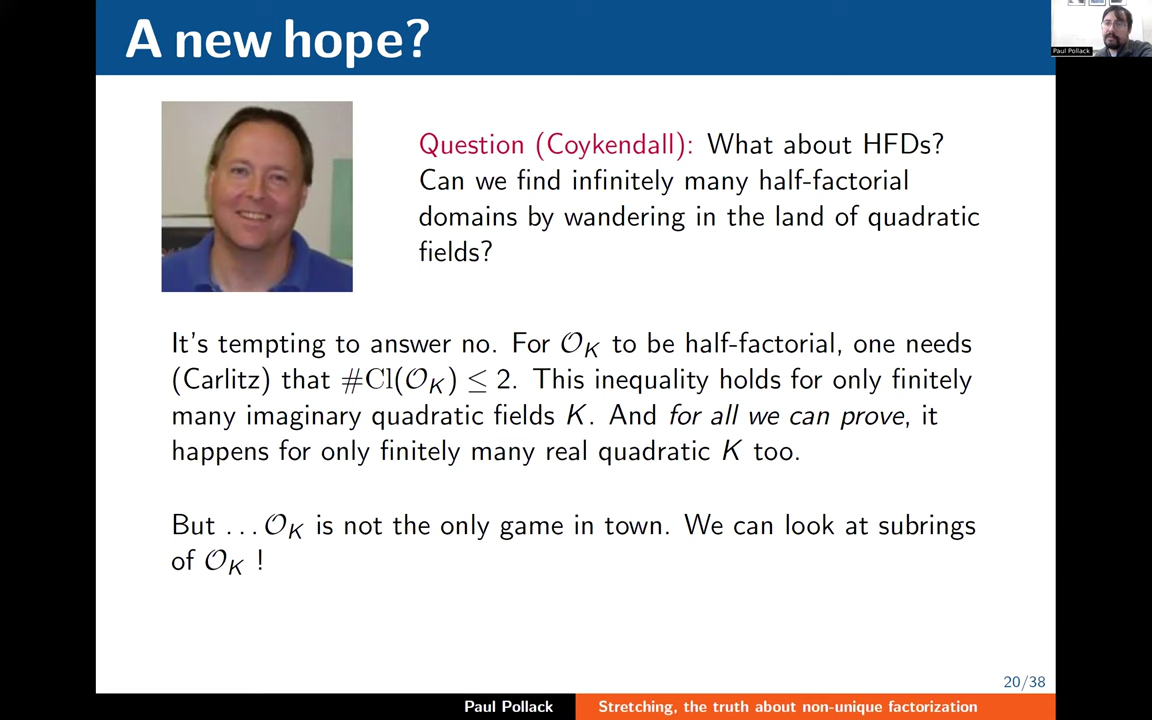 A new hope?
Paul Pollack
Question (Coykendall): What about HFDs?
Can we find infinitely many half-factorial
domains by wandering in the land of quadratic
fields?
It's tempting to answer no. For 𝒪_K to be half-factorial, one needs
(Carlitz) that #Cl(𝒪_K) ≤ 2. This inequality holds for only finitely
many imaginary quadratic fields K. And for all we can prove, it
happens for only finitely many real quadratic K too.
But ... 𝒪_K is not the only game in town. We can look at subrings
of 𝒪_K !
20/38
Paul Pollack
Stretching, the truth about non-unique factorization